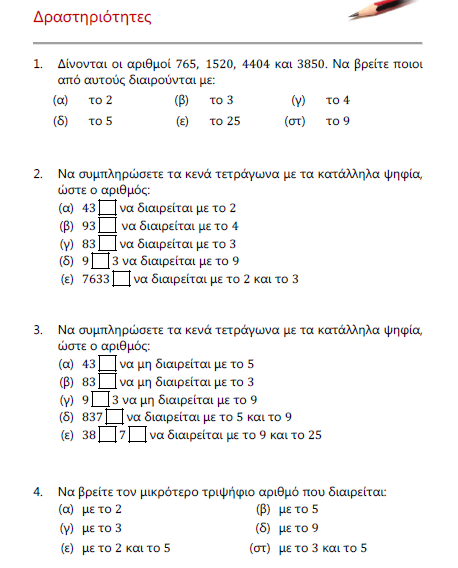 Δραστηριότητες
1. Δίνονται οι αριθμοί 765, 1520, 4404 και 3850. Να βρείτε ποιοι
από αυτούς διαιρούνται με:
(α) το 2 (β) το 3 (γ) το 4
(δ) το 5 (ε) το 25 (στ) το 9
2. Να συμπληρώσετε τα κενά τετράγωνα με τα κατάλληλα ψηφία,
ώστε ο αριθμός:
(α) 43□ να διαιρείται με το 2
(β) 93□ να διαιρείται με το 4
(γ) 83□ να διαιρείται με το 3
(δ) 9□3 να διαιρείται με το 9
(ε) 7633□ να διαιρείται με το 2 και το 3
3. Να συμπληρώσετε τα κενά τετράγωνα με τα κατάλληλα ψηφία,
ώστε ο αριθμός:
(α) 43□ να μη διαιρείται με το 5
(β) 83□ να μη διαιρείται με το 3
(γ) 9□3 να μη διαιρείται με το 9
(δ) 837□ να διαιρείται με το 5 και το 9
(ε) 38□7□ να διαιρείται με το 9 και το 25
4. Να βρείτε τον μικρότερο τριψήφιο αριθμό που διαιρείται:
(α) με το 2 (β) με το 5
(γ) με το 3 (δ) με το 9
(ε) με το 2 και το 5 (στ) με το 3 και το 5